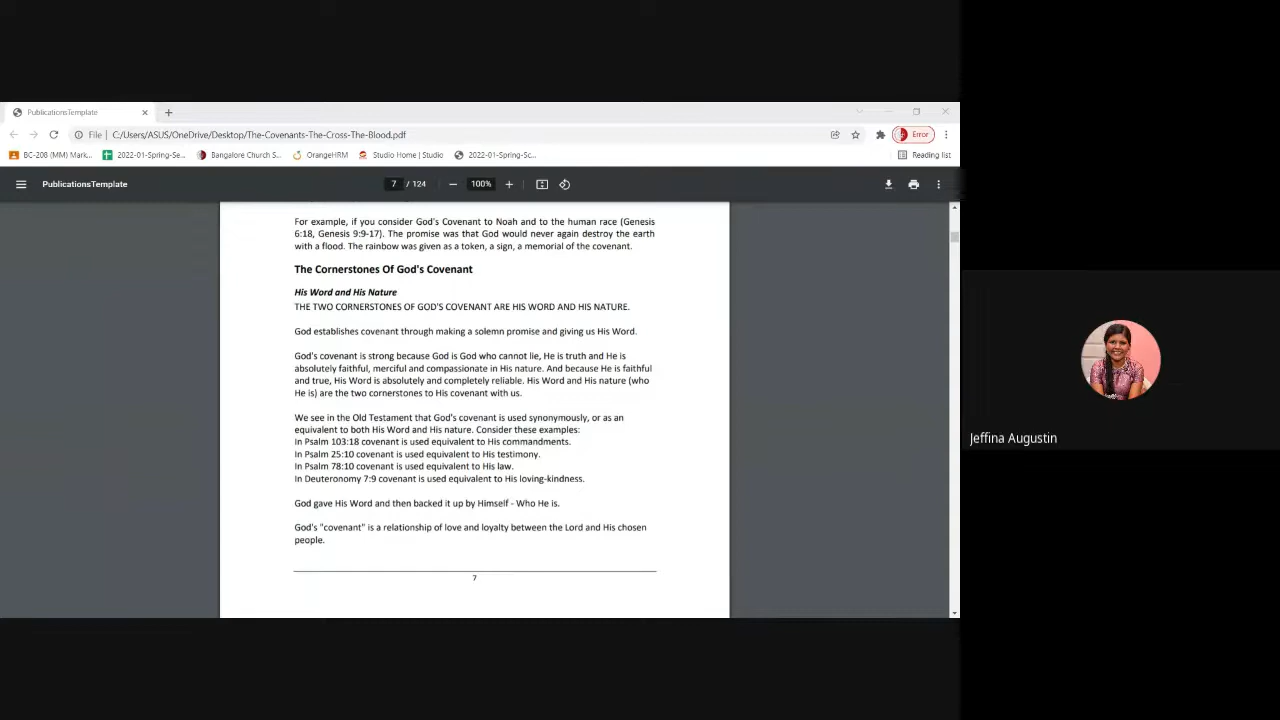 PublicationsTemplate
File C:/Users/ASUS/OneDrive/Desktop/The-Covenants-The-Cross-The-Blood.pdf
Error
BC-208 (MM) Mark...
2022-01-Spring-Se...
Bangalore Church S...
OrangeHRM
Studio Home | Studio
2022-01-Spring-Sc...
Reading list
PublicationsTemplate
7 / 124
100%
For example, if you consider God's Covenant to Noah and to the human race (Genesis
6:18, Genesis 9:9-17). The promise was that God would never again destroy the earth
with a flood. The rainbow was given as a token, a sign, a memorial of the covenant.
The Cornerstones Of God's Covenant
His Word and His Nature
THE TWO CORNERSTONES OF GOD'S COVENANT ARE HIS WORD AND HIS NATURE.
God establishes covenant through making a solemn promise and giving us His Word.
God's covenant is strong because God is God who cannot lie, He is truth and He is
absolutely faithful, merciful and compassionate in His nature. And because He is faithful
and true, His Word is absolutely and completely reliable. His Word and His nature (who
He is) are the two cornerstones to His covenant with us.
We see in the Old Testament that God's covenant is used synonymously, or as an
equivalent to both His Word and His nature. Consider these examples:
In Psalm 103:18 covenant is used equivalent to His commandments.
In Psalm 25:10 covenant is used equivalent to His testimony.
In Psalm 78:10 covenant is used equivalent to His law.
In Deuteronomy 7:9 covenant is used equivalent to His loving-kindness.
God gave His Word and then backed it up by Himself - Who He is.
God's "covenant" is a relationship of love and loyalty between the Lord and His chosen
people.
7
Jeffina Augustin